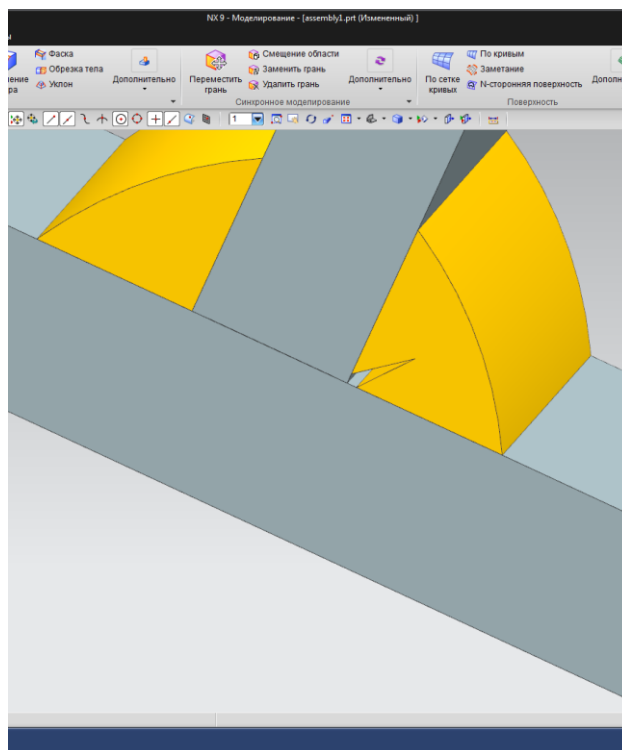 NX 9 - Моделирование - [assembly1.prt (Измененный) ]
ы
Фаска
Обрезка тела
Уклон
Дополнительно
Переместить грань
Смещение области
Заменить грань
Удалить грань
Дополнительно
Синхронное моделирование
По сетке кривых
По кривым
Заметание
N-сторонняя поверхность
Поверхность
1